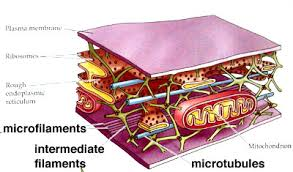 Plasma membrane
Ribosomes
Rough
endoplasmic
reticulum
microfilaments
Mitochondrion
intermediate
filaments
microtubules